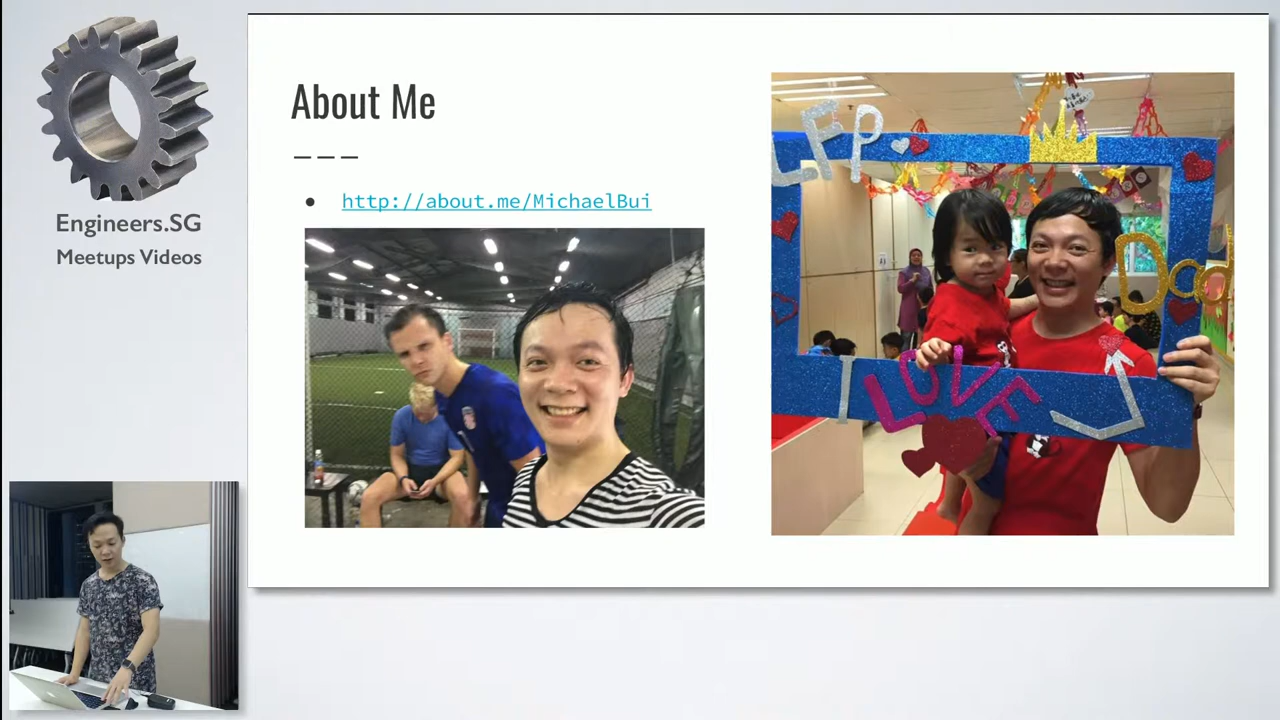 Engineers.SG
Meetups Videos
About Me
http://about.me/MichaelBui
LFP
Dad
I LOVE